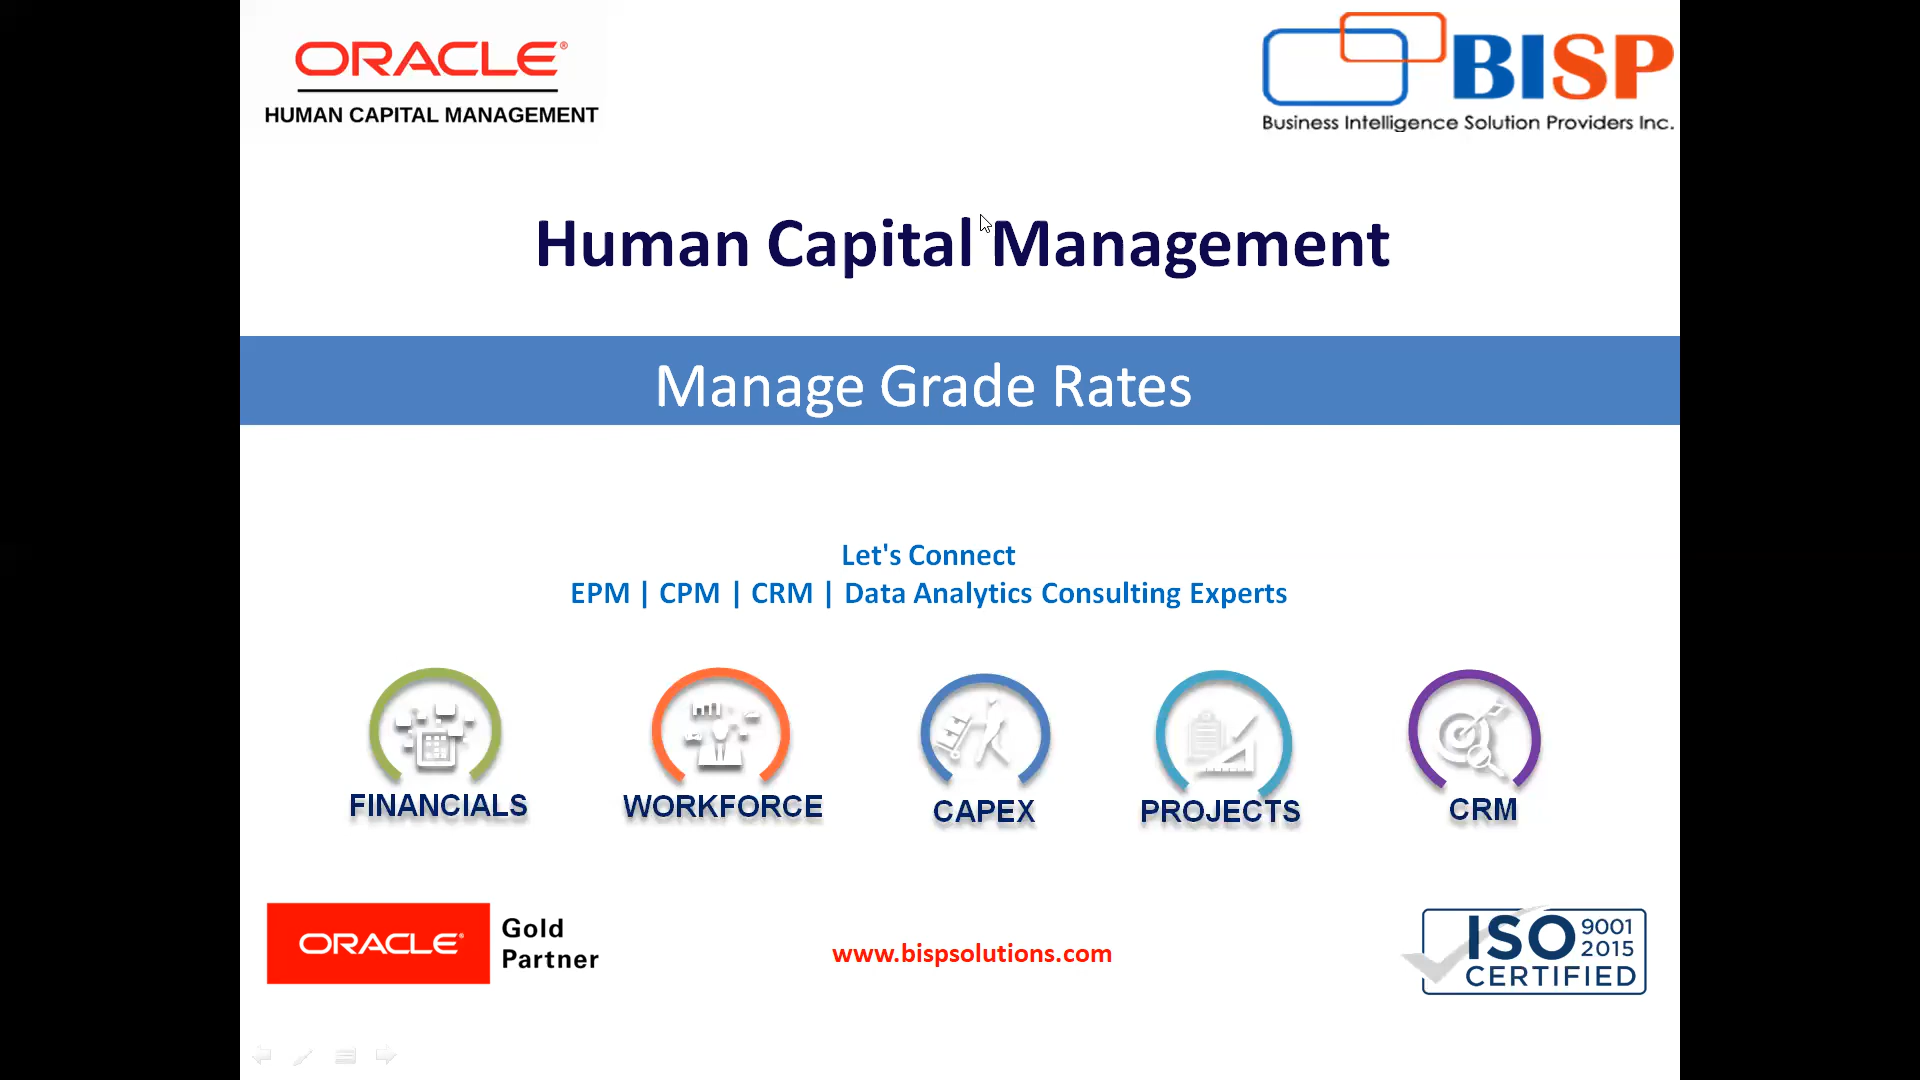 ORACLE®
HUMAN CAPITAL MANAGEMENT
BISP
Business Intelligence Solution Providers Inc.
Human Capital Management
Manage Grade Rates
Let's Connect
EPM | CPM | CRM | Data Analytics Consulting Experts
FINANCIALS
WORKFORCE
CAPEX
PROJECTS
CRM
ORACLE®
Gold
Partner
www.bispsolutions.com
ISO 9001
2015
CERTIFIED